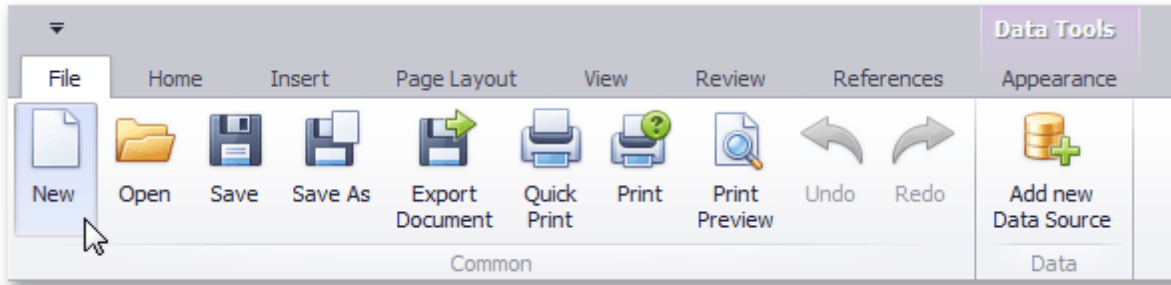 Data Tools
File Home Insert Page Layout View Review References Appearance
New Open Save Save As Export Document Quick Print Print Print Preview Undo Redo Add new Data Source
Common Data